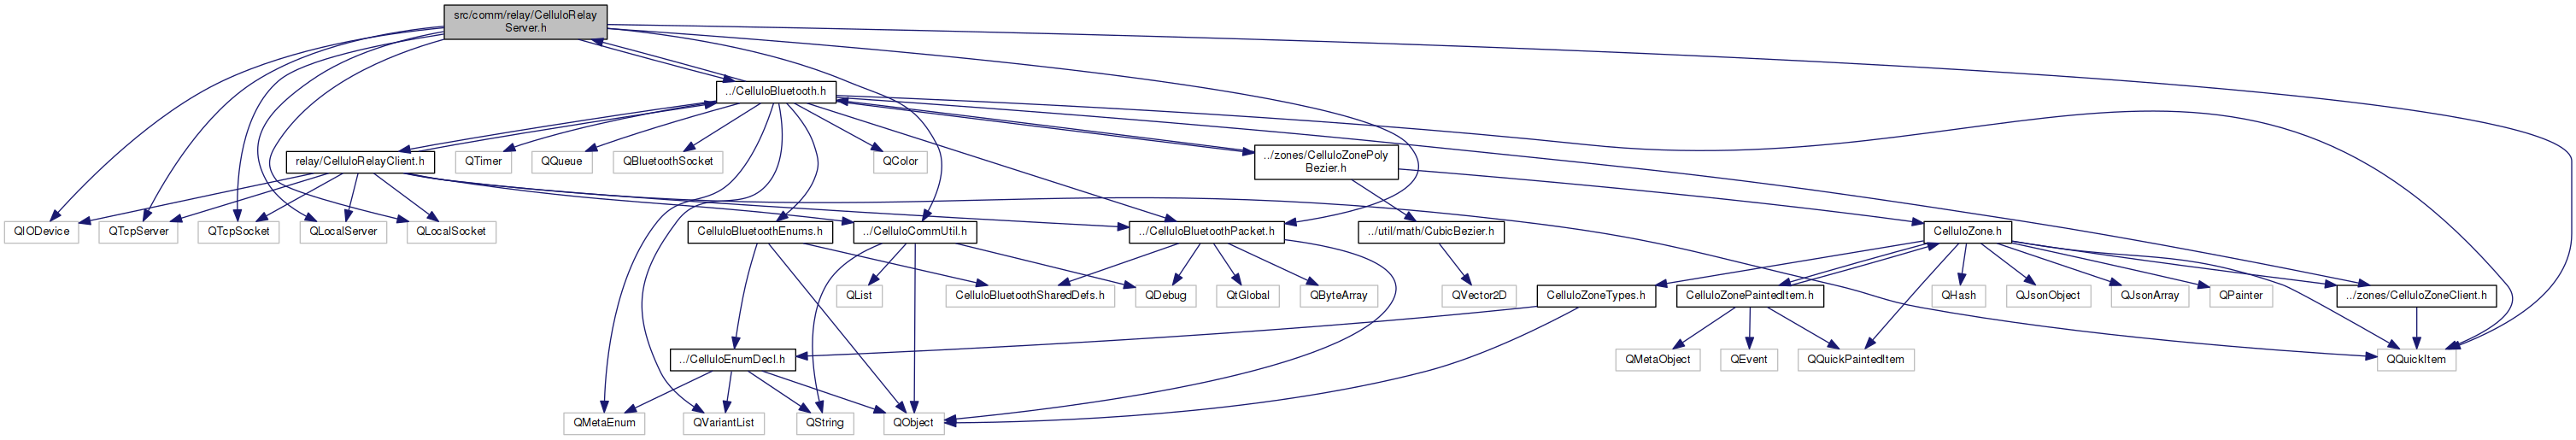 src/comm/relay/CelluloRelay
Server.h
../CelluloBluetooth.h
relay/CelluloRelayClient.h
QTimer
QQueue
QBluetoothSocket
QColor
../zones/CelluloZonePoly
Bezier.h
QIODevice
QTcpServer
QTcpSocket
QLocalServer
QLocalSocket
CelluloBluetoothEnums.h
../CelluloCommUtil.h
../CelluloBluetoothPacket.h
../util/math/CubicBezier.h
CelluloZone.h
QList
CelluloBluetoothSharedDefs.h
QDebug
QtGlobal
QByteArray
QVector2D
CelluloZoneTypes.h
CelluloZonePaintedItem.h
QHash
QJsonObject
QJsonArray
QPainter
../zones/CelluloZoneClient.h
../CelluloEnumDecl.h
QMetaObject
QEvent
QQuickPaintedItem
QQuickItem
QMetaEnum
QVariantList
QString
QObject